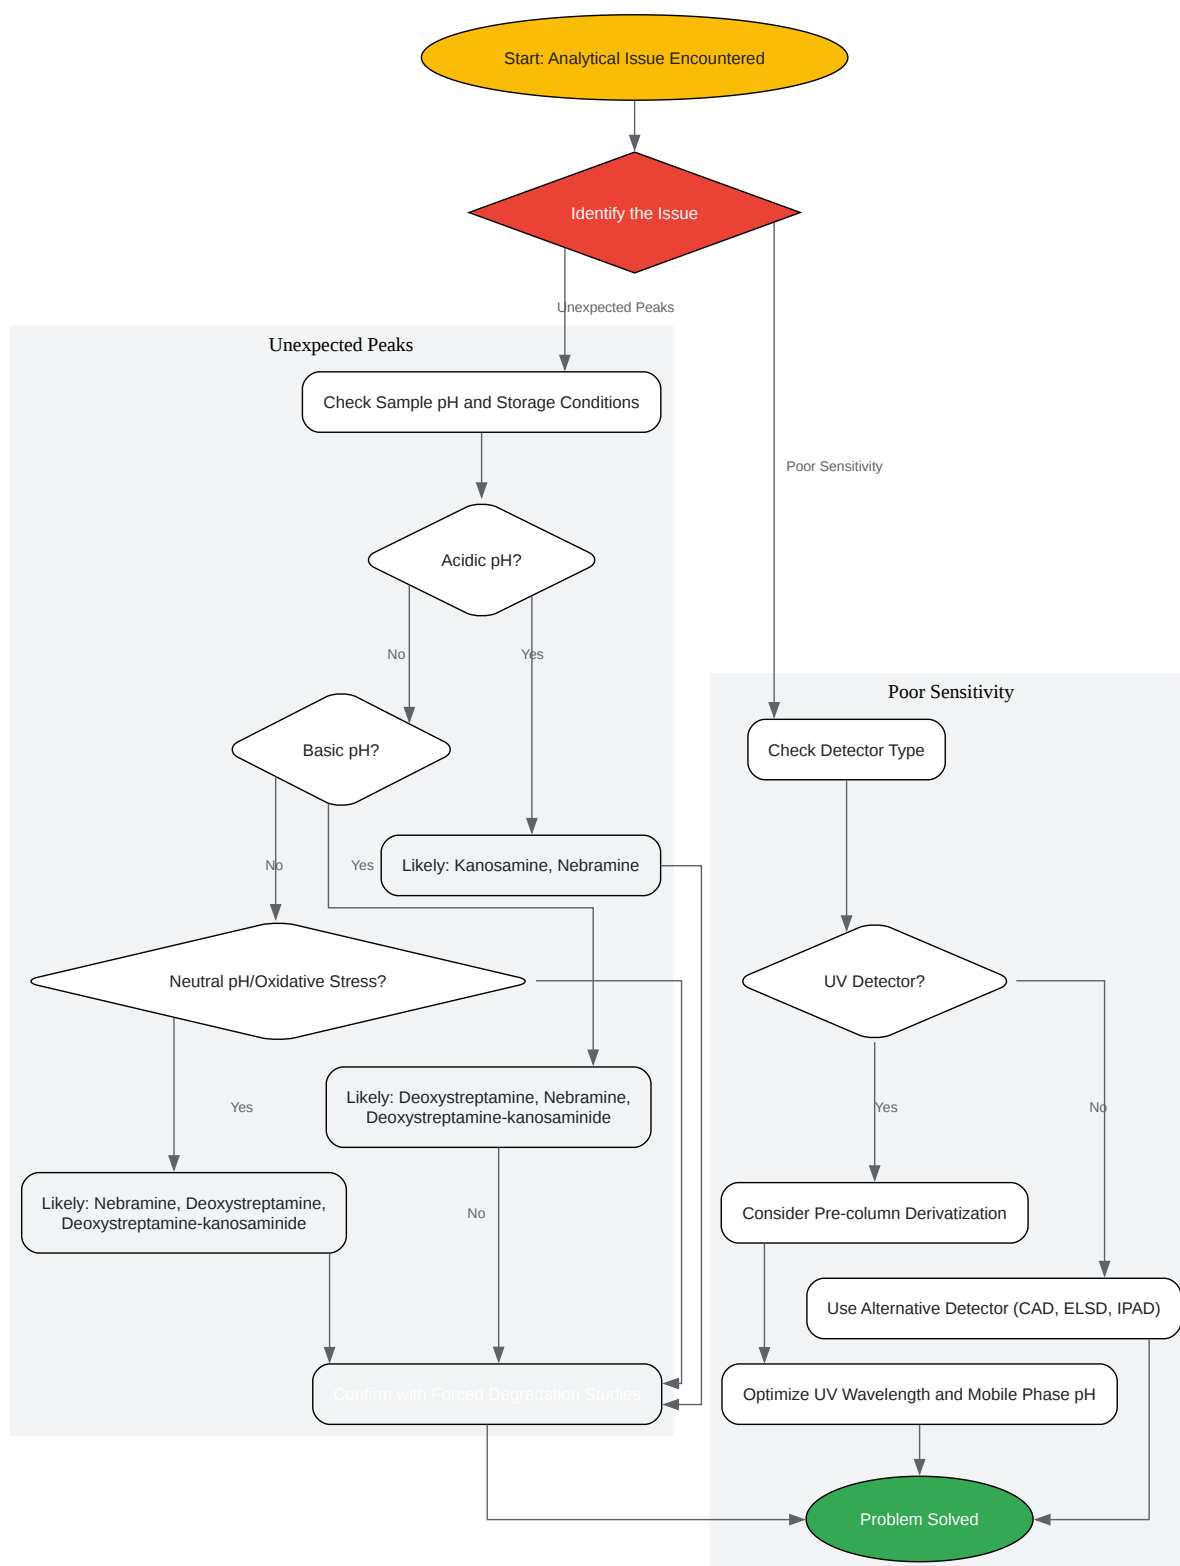 Start: Analytical Issue Encountered
Identify the Issue
Unexpected Peaks
Unexpected Peaks
Check Sample pH and Storage Conditions
Poor Sensitivity
Acidic pH?
No
Yes
Poor Sensitivity
Basic pH?
Check Detector Type
No
Yes
Likely: Kanosamine, Nebramine
Neutral pH/Oxidative Stress?
UV Detector?
Likely: Deoxystreptamine, Nebramine,
Deoxystreptamine-kanosaminide
Yes
Yes
No
Likely: Nebramine, Deoxystreptamine,
Deoxystreptamine-kanosaminide
No
Consider Pre-column Derivatization
Use Alternative Detector (CAD, ELSD, IPAD)
Confirm with Forced Degradation Studies
Optimize UV Wavelength and Mobile Phase pH
Problem Solved